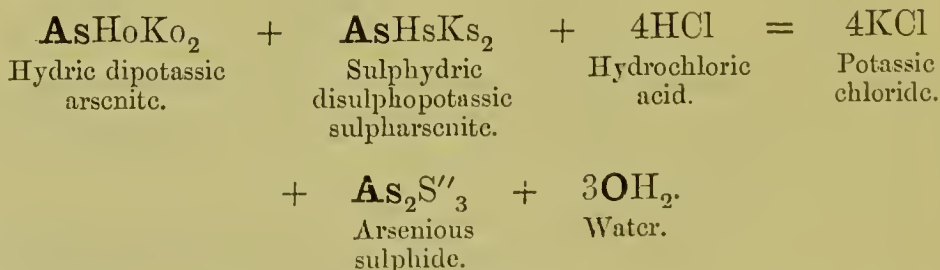 AsHoKo₂ + AsHsKs₂ + 4HCl = 4KCl
Hydric dipotassic Sulphydric Hydrochloric Potassic
arsenite. disulphopotassic acid. chloride.
sulpharsenite.
+ As₂S″₃ + 3OH₂.
Arsenious Water.
sulphide.